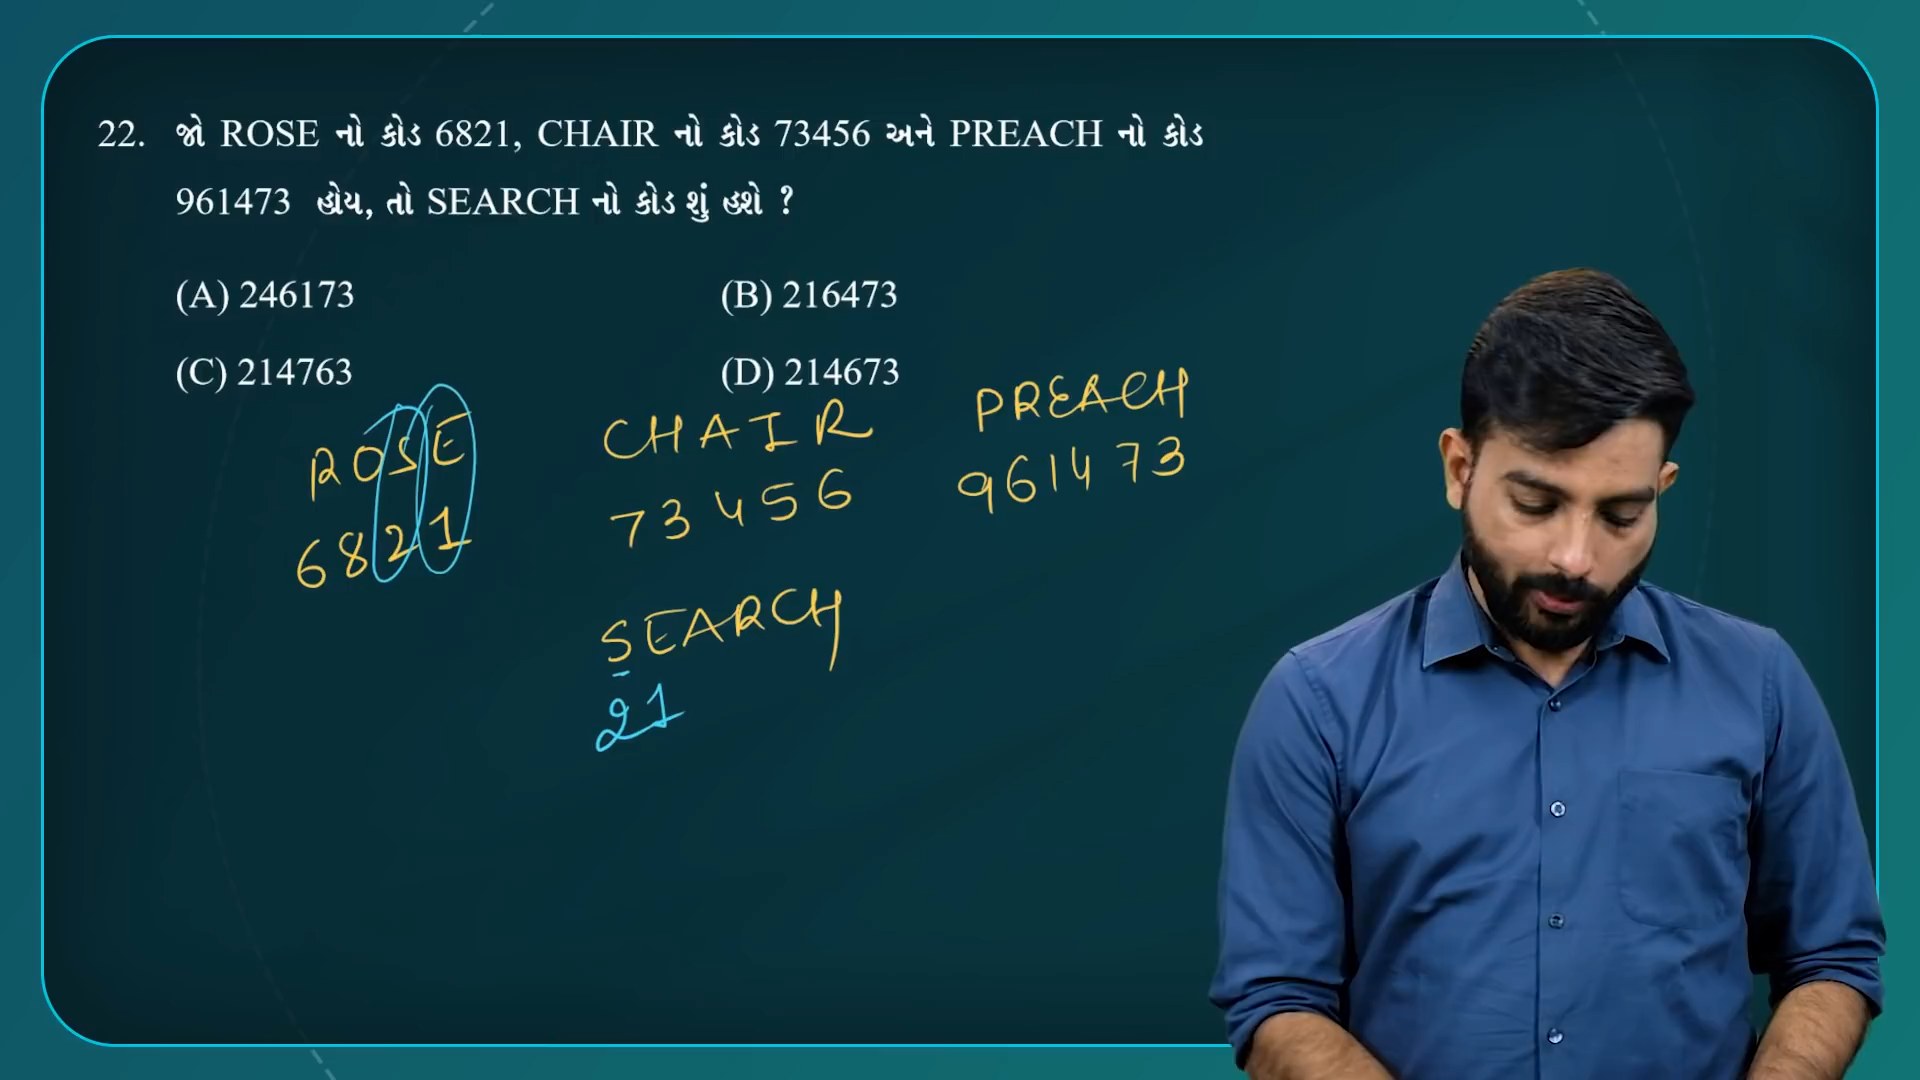 22. જો ROSE નો કોડ 6821, CHAIR નો કોડ 73456 અને PREACH નો કોડ
961473 હોય, તો SEARCH નો કોડ શું હશે ?
(A) 246173 (B) 216473
(C) 214763 (D) 214673
ROSE CHAIR PREACH
6821 73456 961473
SEARCH
21